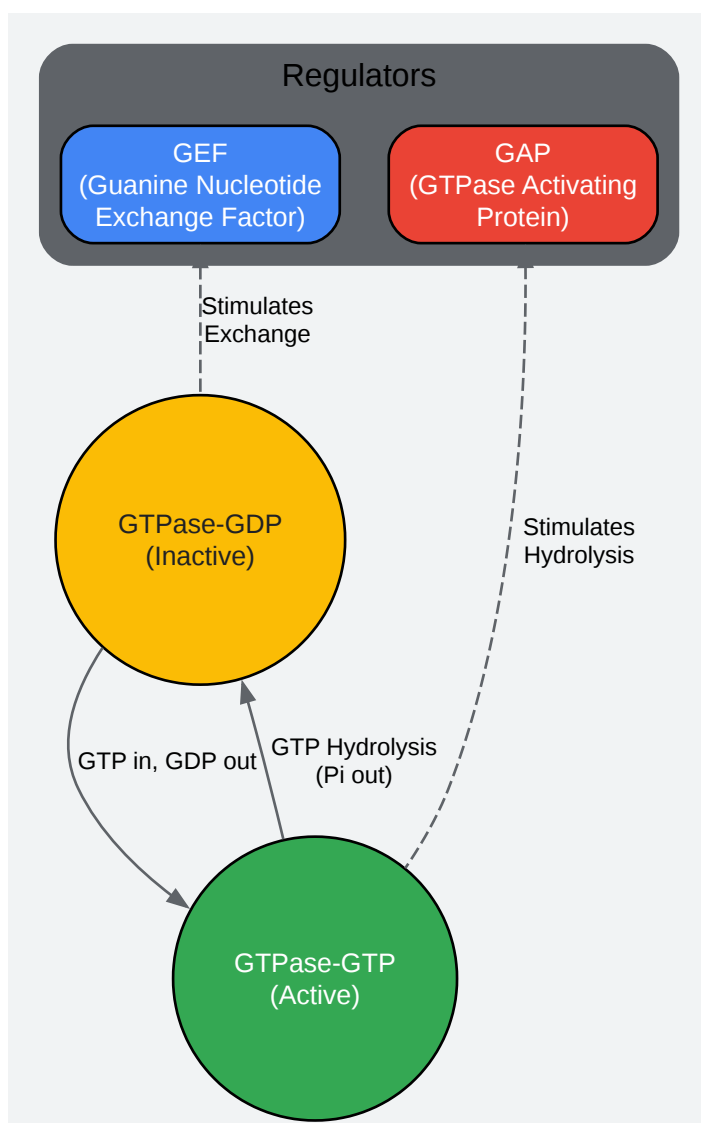 Regulators
GEF
(Guanine Nucleotide
Exchange Factor)
GAP
(GTPase Activating
Protein)
Stimulates
Exchange
GTPase-GDP
(Inactive)
Stimulates
Hydrolysis
GTP in, GDP out
GTP Hydrolysis
(Pi out)
GTPase-GTP
(Active)